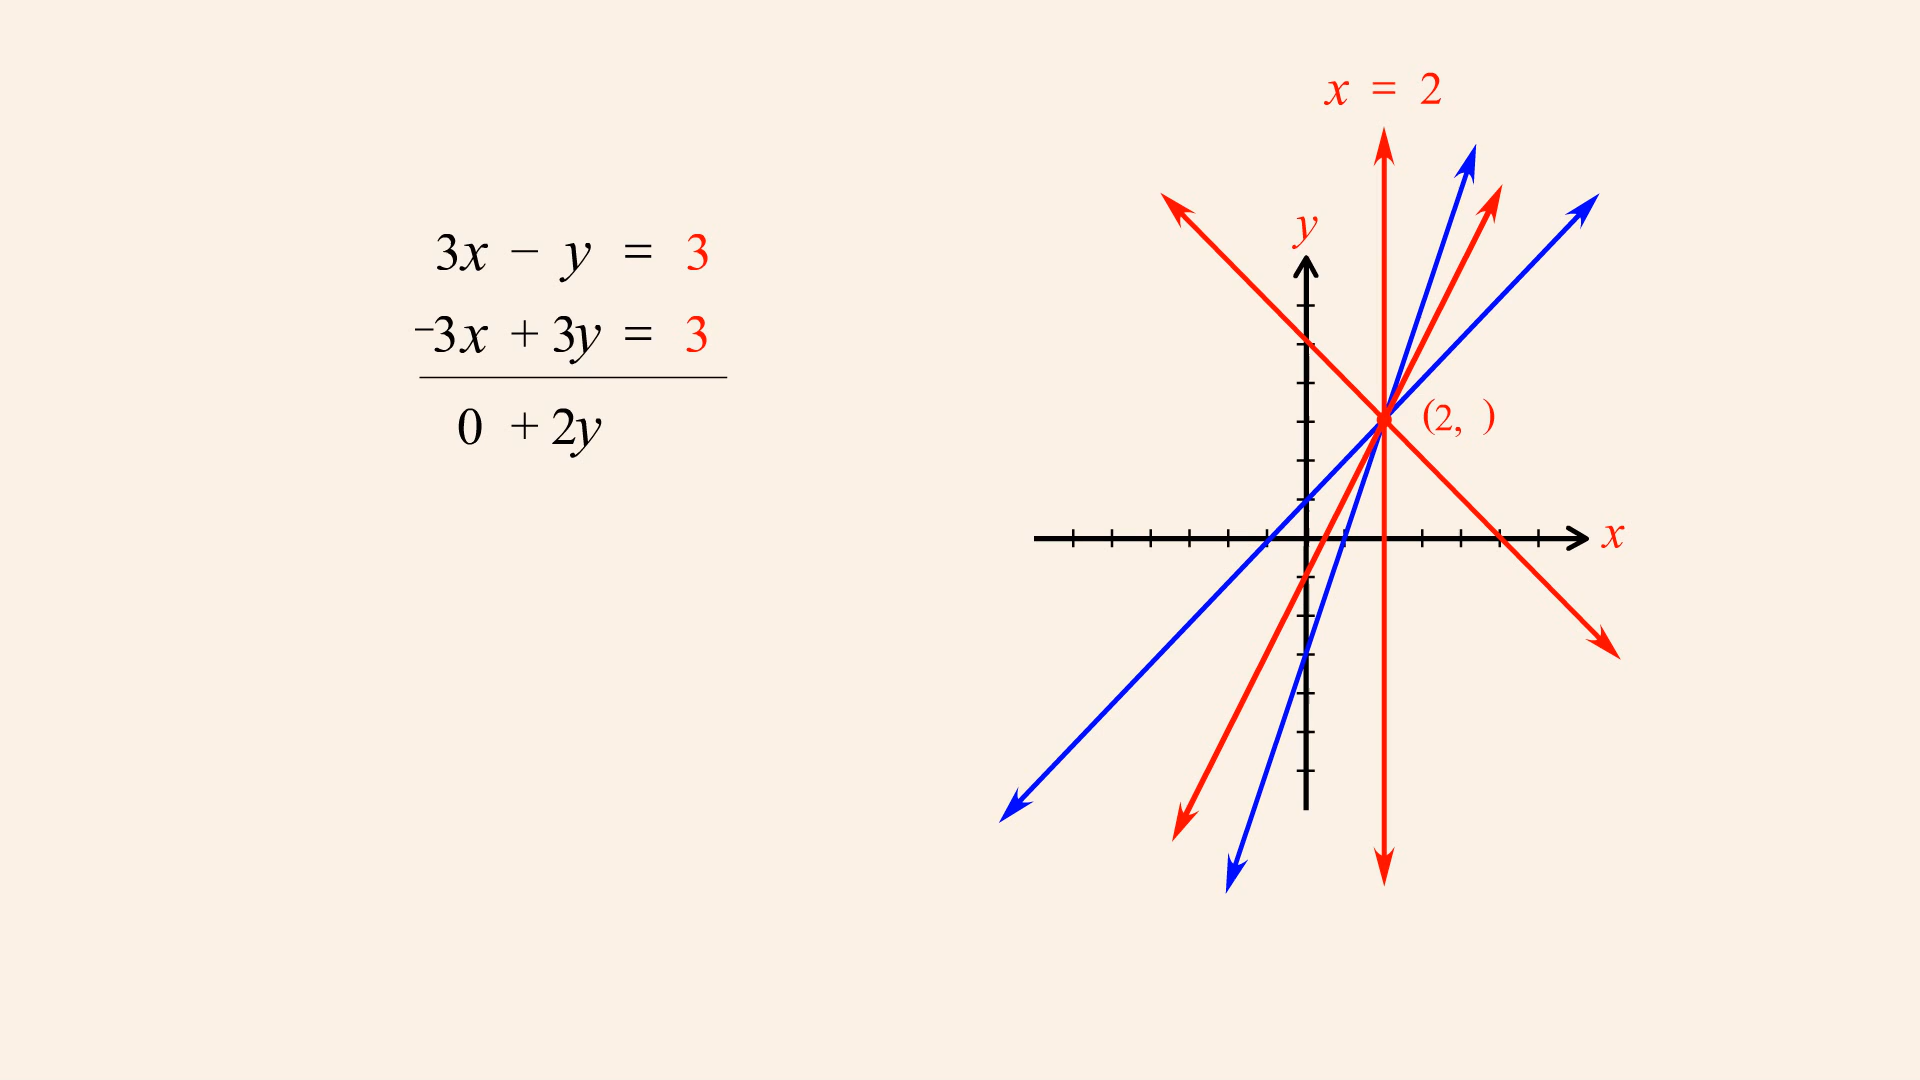 3x − y = 3
−3x + 3y = 3
0 + 2y
x = 2
y
(2, )
x